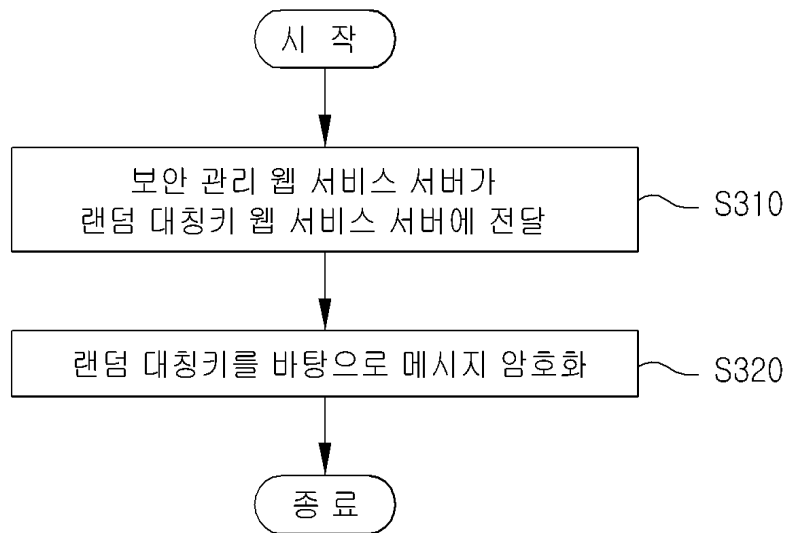 시 작
보안 관리 웹 서비스 서버가
랜덤 대칭키 웹 서비스 서버에 전달
S310
랜덤 대칭키를 바탕으로 메시지 암호화
S320
종 료